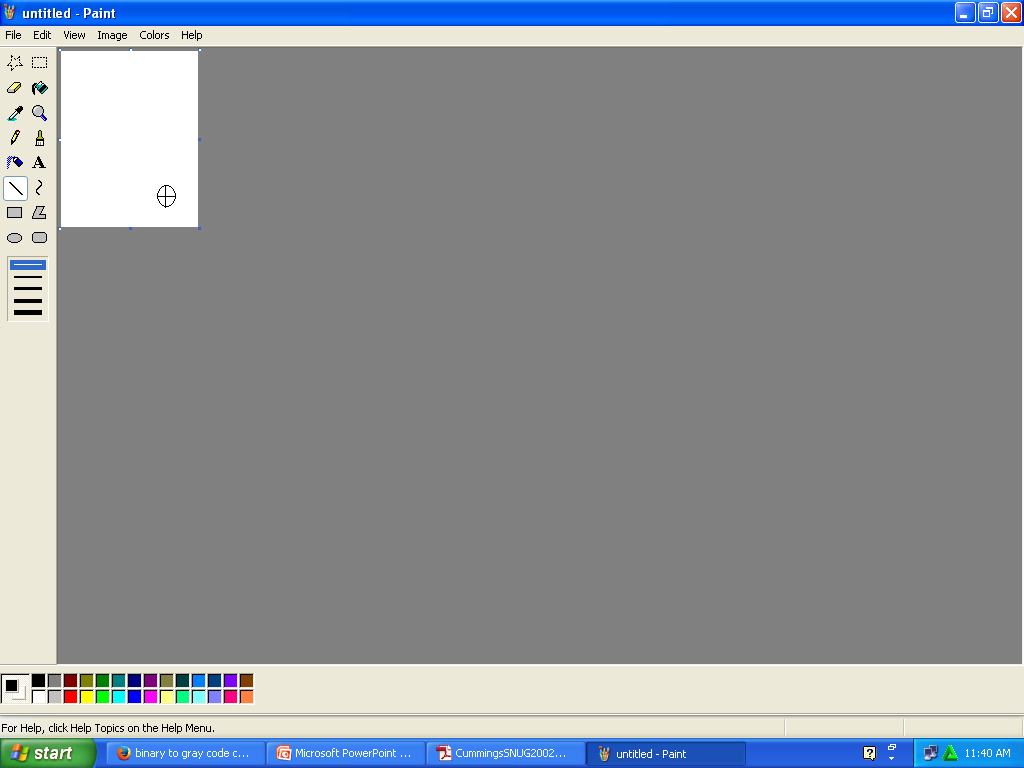 untitled - Paint
File Edit View Image Colors Help
A
For Help, click Help Topics on the Help Menu.
start binary to gray code c... Microsoft PowerPoint ... CummingsSNUG2002... untitled - Paint ? 11:40 AM